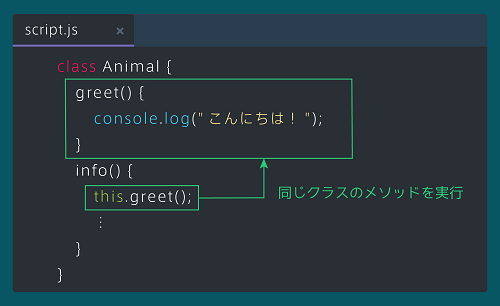 script.js ×
class Animal {
greet() {
console.log(" こんにちは！ ");
}
info() {
this.greet();
同じクラスのメソッドを実行
⋮
}
}